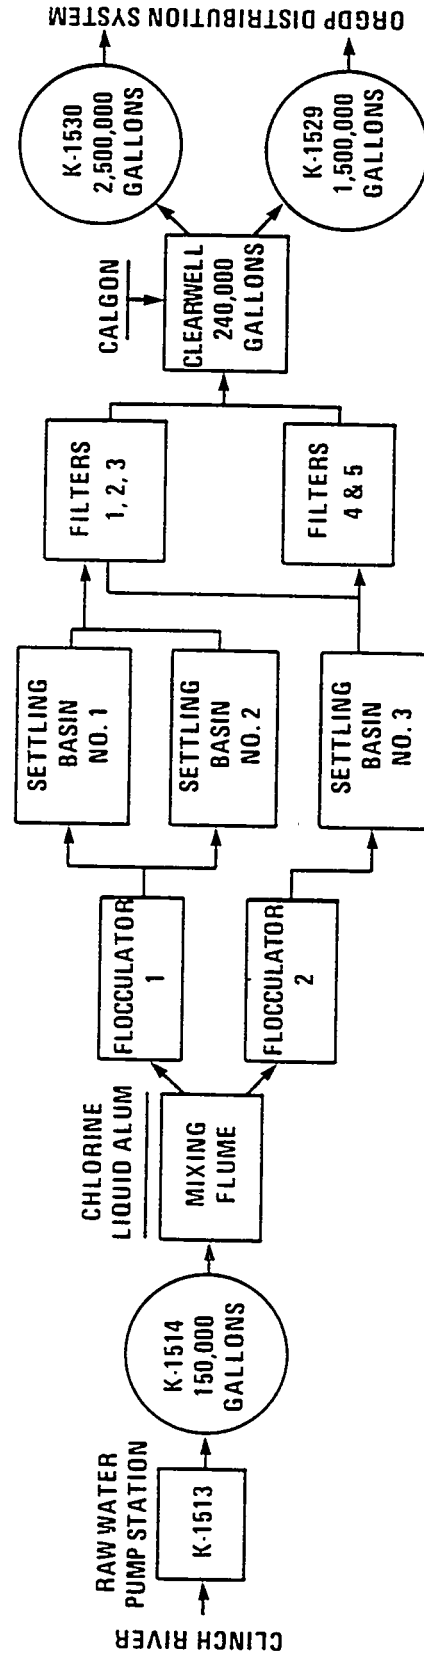 CLINCH RIVER
RAW WATER
PUMP STATION
K-1513
K-1514
150,000
GALLONS
CHLORINE
LIQUID ALUM
MIXING
FLUME
FLOCCULATOR
1
FLOCCULATOR
2
SETTLING
BASIN
NO. 1
SETTLING
BASIN
NO. 2
SETTLING
BASIN
NO. 3
FILTERS
1, 2, 3
FILTERS
4 & 5
CALGON
CLEARWELL
240,000
GALLONS
K-1530
2,500,000
GALLONS
K-1529
1,500,000
GALLONS
ORGDP DISTRIBUTION SYSTEM